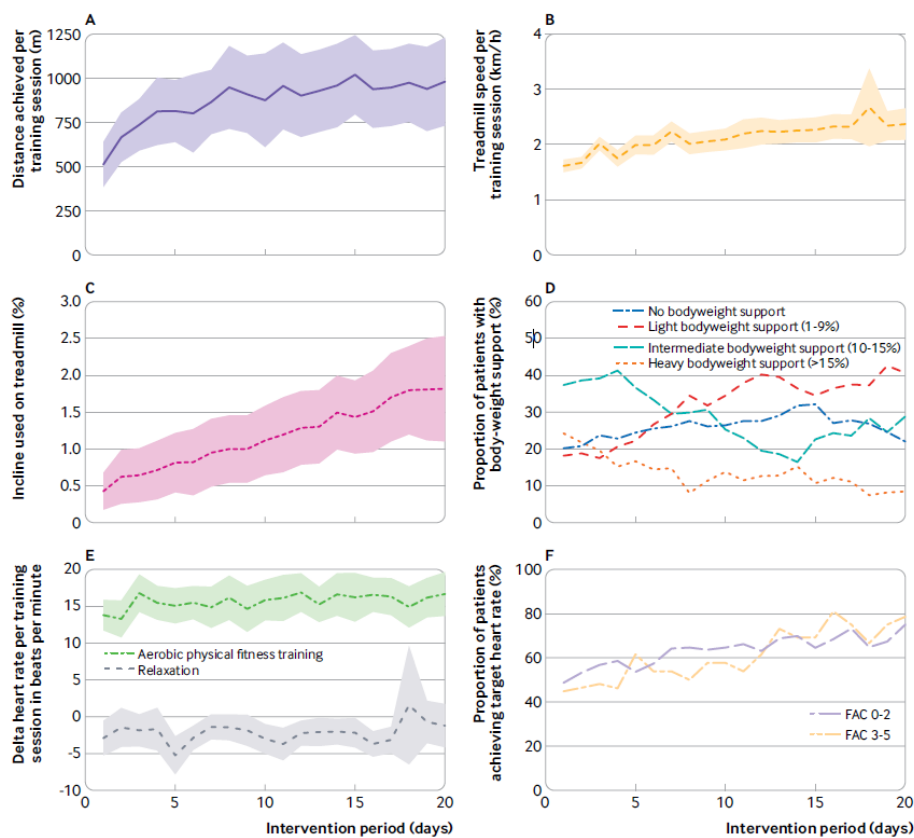 A
Distance achieved per
training session (m)
1250
1000
750
500
250
0
B
Treadmill speed per
training session (km/h)
4
3
2
1
0
C
Incline used on treadmill (%)
3.0
2.5
2.0
1.5
1.0
0.5
0
D
Proportion of patients with
body-weight support (%)
60
50
40
30
20
10
0
No bodyweight support
Light bodyweight support (1-9%)
Intermediate bodyweight support (10-15%)
Heavy bodyweight support (>15%)
E
Delta heart rate per training
session in beats per minute
20
15
10
Aerobic physical fitness training
Relaxation
0
-5
-10
0
5
10
15
20
Intervention period (days)
F
Proportion of patients
achieving target heart rate (%)
100
80
60
40
20
0
FAC 0-2
FAC 3-5
0
5
10
15
20
Intervention period (days)